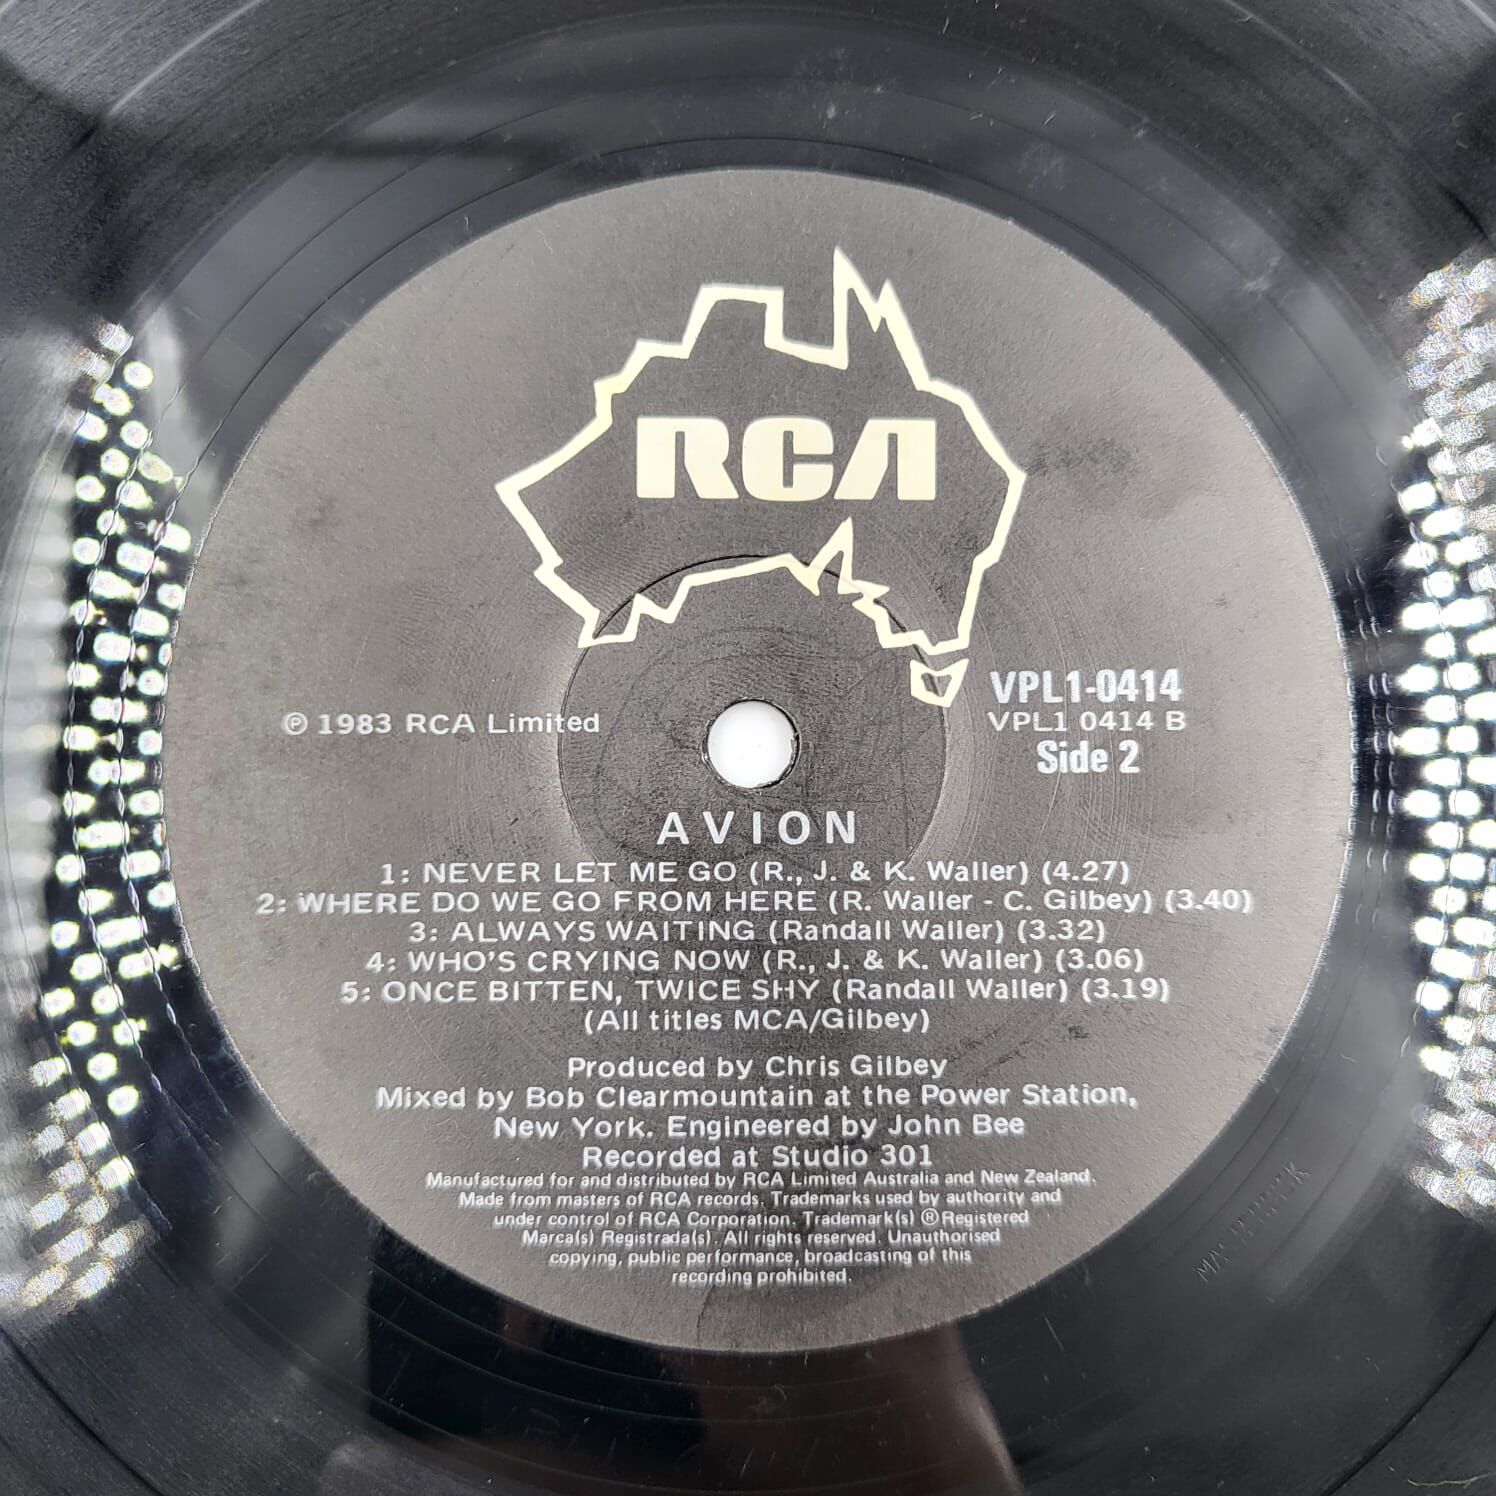 RCA
VPL1-0414
℗ 1983 RCA Limited
VPL1 0414 B
Side 2
AVION
1: NEVER LET ME GO (R., J. & K. Waller) (4.27)
2: WHERE DO WE GO FROM HERE (R. Waller - C. Gilbey) (3.40)
3: ALWAYS WAITING (Randall Waller) (3.32)
4: WHO'S CRYING NOW (R., J. & K. Waller) (3.06)
5: ONCE BITTEN, TWICE SHY (Randall Waller) (3.19)
(All titles MCA/Gilbey)
Produced by Chris Gilbey
Mixed by Bob Clearmountain at the Power Station,
New York. Engineered by John Bee
Recorded at Studio 301
Manufactured for and distributed by RCA Limited Australia and New Zealand.
Made from masters of RCA records. Trademarks used by authority and
under control of RCA Corporation. Trademark(s) ® Registered
Marca(s) Registrada(s). All rights reserved. Unauthorised
copying, public performance, broadcasting of this
recording prohibited.